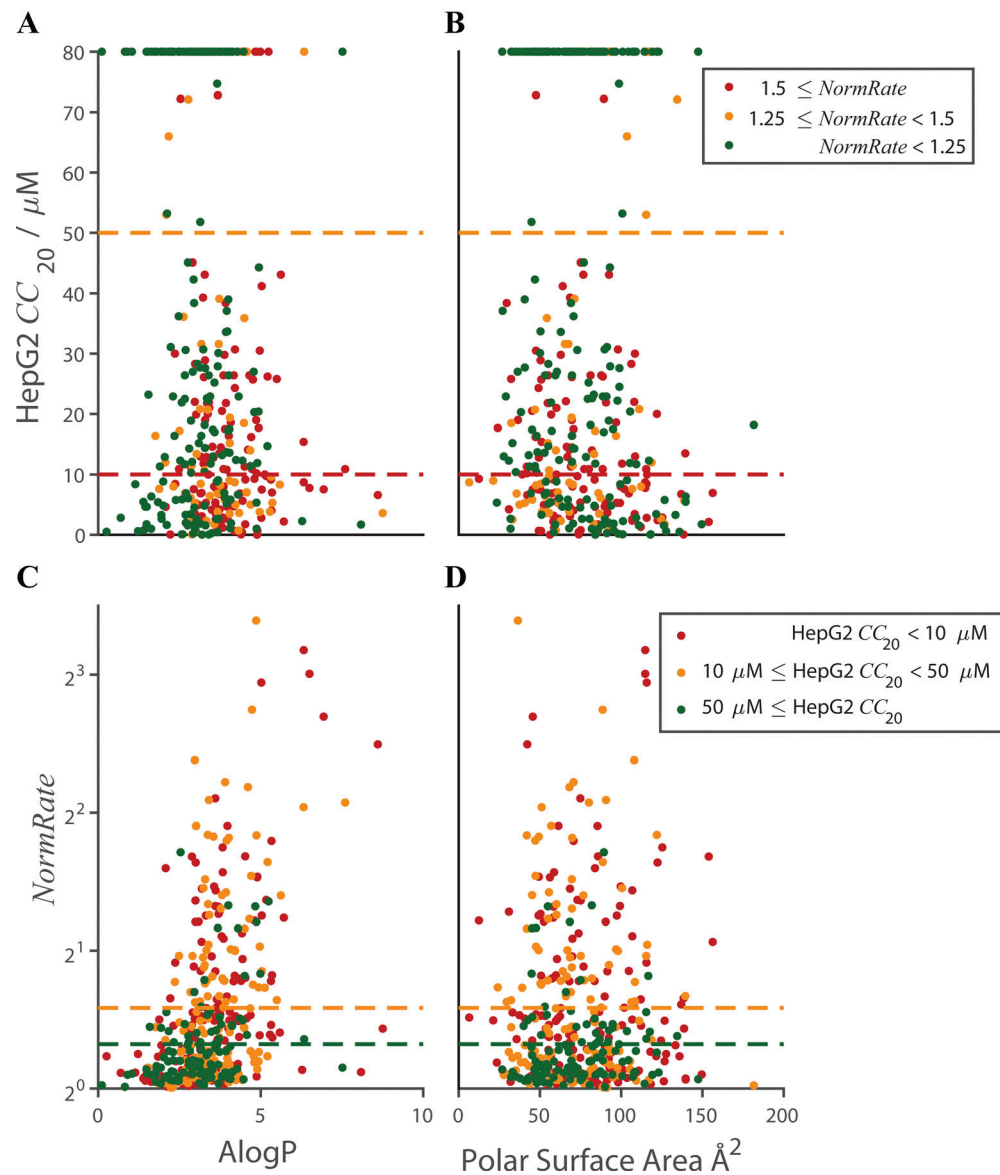 A
B
80
70
60
50
40
30
20
10
0
HepG2 CC20 / μM
1.5 ≤ NormRate
1.25 ≤ NormRate < 1.5
NormRate < 1.25
C
D
2^3
2^2
2^1
2^0
NormRate
HepG2 CC20 < 10 μM
10 μM ≤ HepG2 CC20 < 50 μM
50 μM ≤ HepG2 CC20
0 5 10
0 50 100 150 200
AlogP
Polar Surface Area Å^2